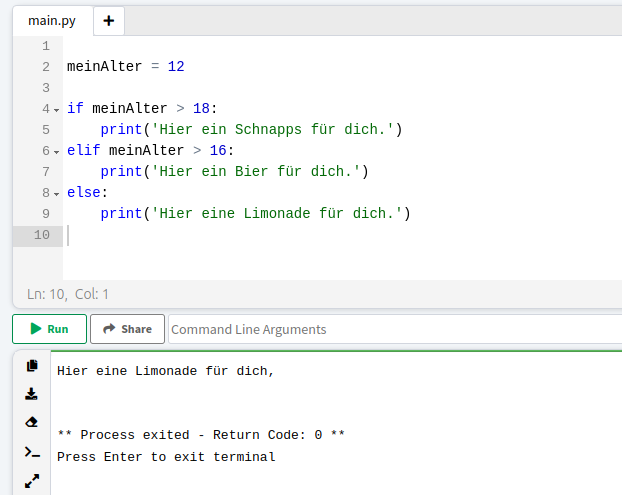 main.py +
1
2 meinAlter = 12
3
4 if meinAlter > 18:
5 print('Hier ein Schnapps für dich.')
6 elif meinAlter > 16:
7 print('Hier ein Bier für dich.')
8 else:
9 print('Hier eine Limonade für dich.')
10
Ln: 10, Col: 1
Run Share Command Line Arguments
Hier eine Limonade für dich,
** Process exited - Return Code: 0 **
Press Enter to exit terminal